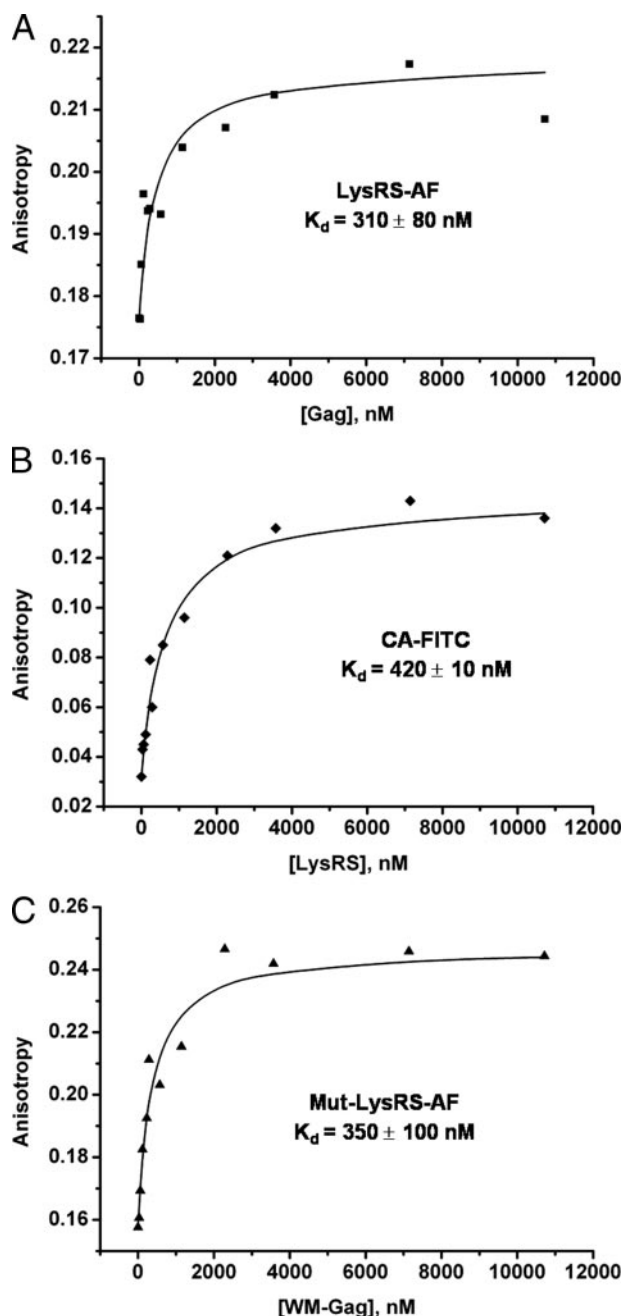 A
0.22
0.21
0.20
0.19
0.18
0.17
Anisotropy
LysRS-AF
Kd = 310 ± 80 nM
0 2000 4000 6000 8000 10000 12000
[Gag], nM
B
0.16
0.14
0.12
0.10
0.08
0.06
0.04
0.02
Anisotropy
CA-FITC
Kd = 420 ± 10 nM
0 2000 4000 6000 8000 10000 12000
[LysRS], nM
C
0.26
0.24
0.22
0.20
0.18
0.16
Anisotropy
Mut-LysRS-AF
Kd = 350 ± 100 nM
0 2000 4000 6000 8000 10000 12000
[WM-Gag], nM